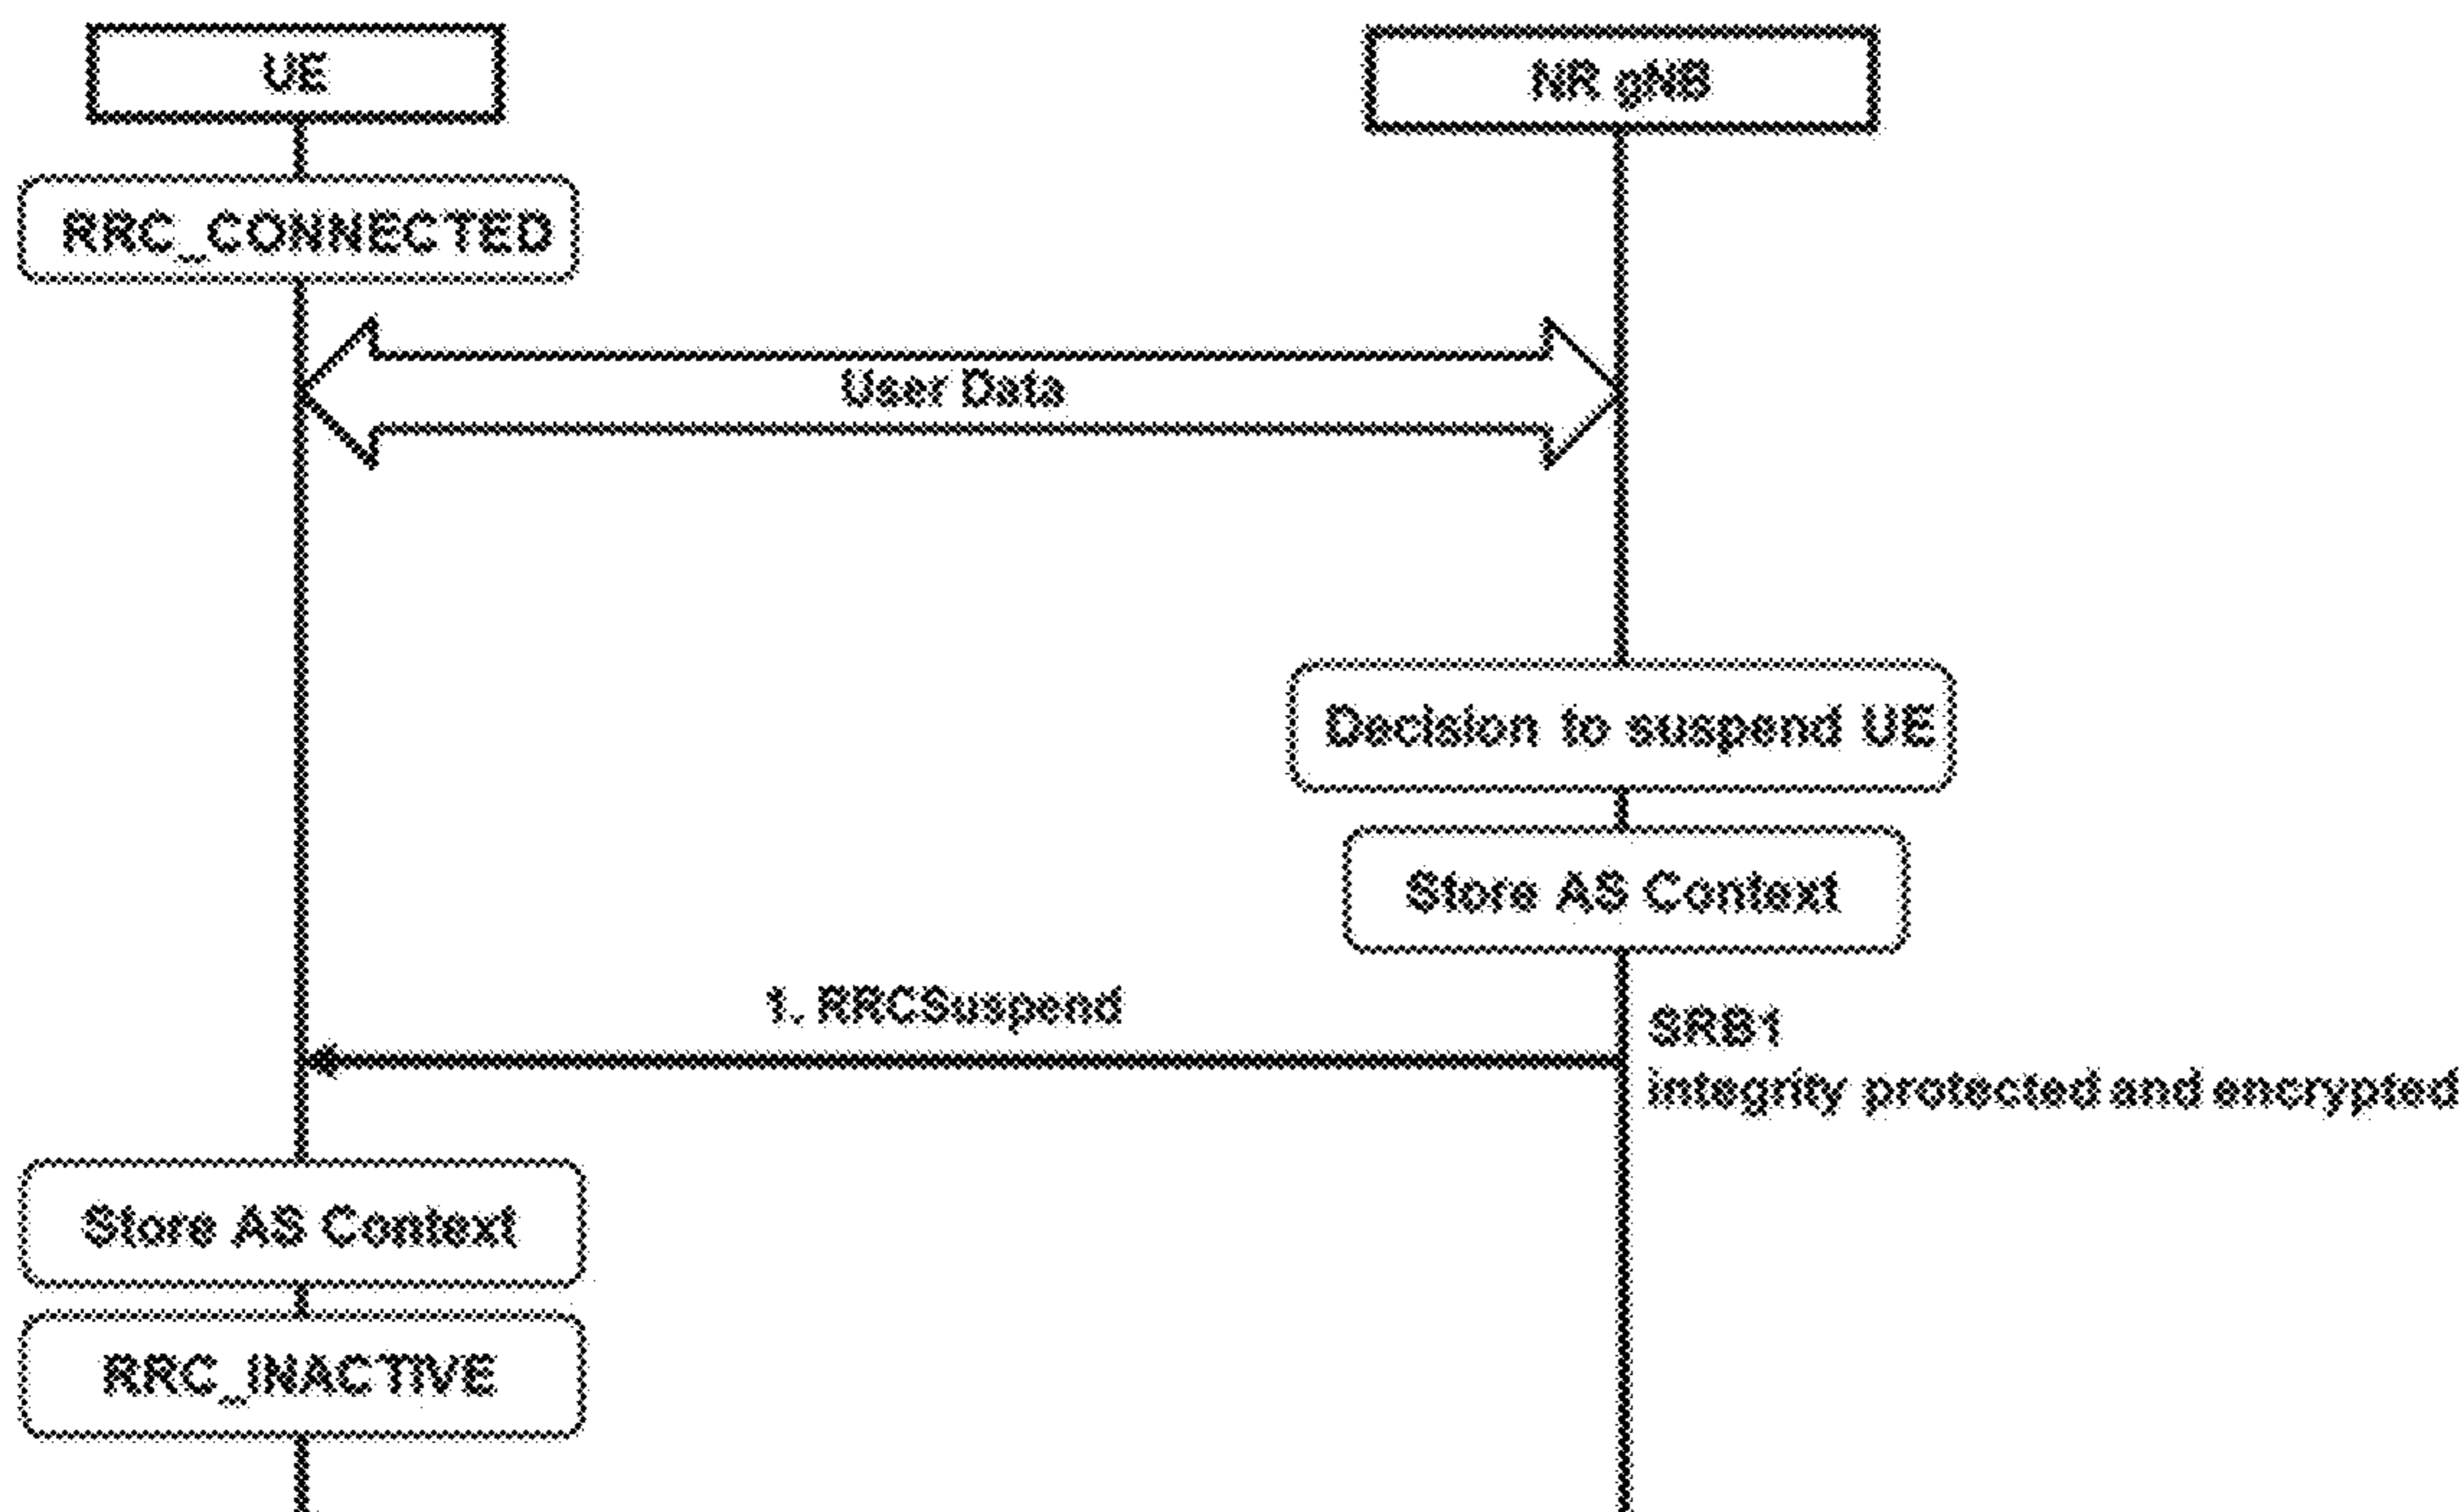 UE
NR gNB
RRC_CONNECTED
User Data
Decision to suspend UE
Store AS Context
1. RRCSuspend
SRB1
integrity protected and encrypted
Store AS Context
RRC_INACTIVE